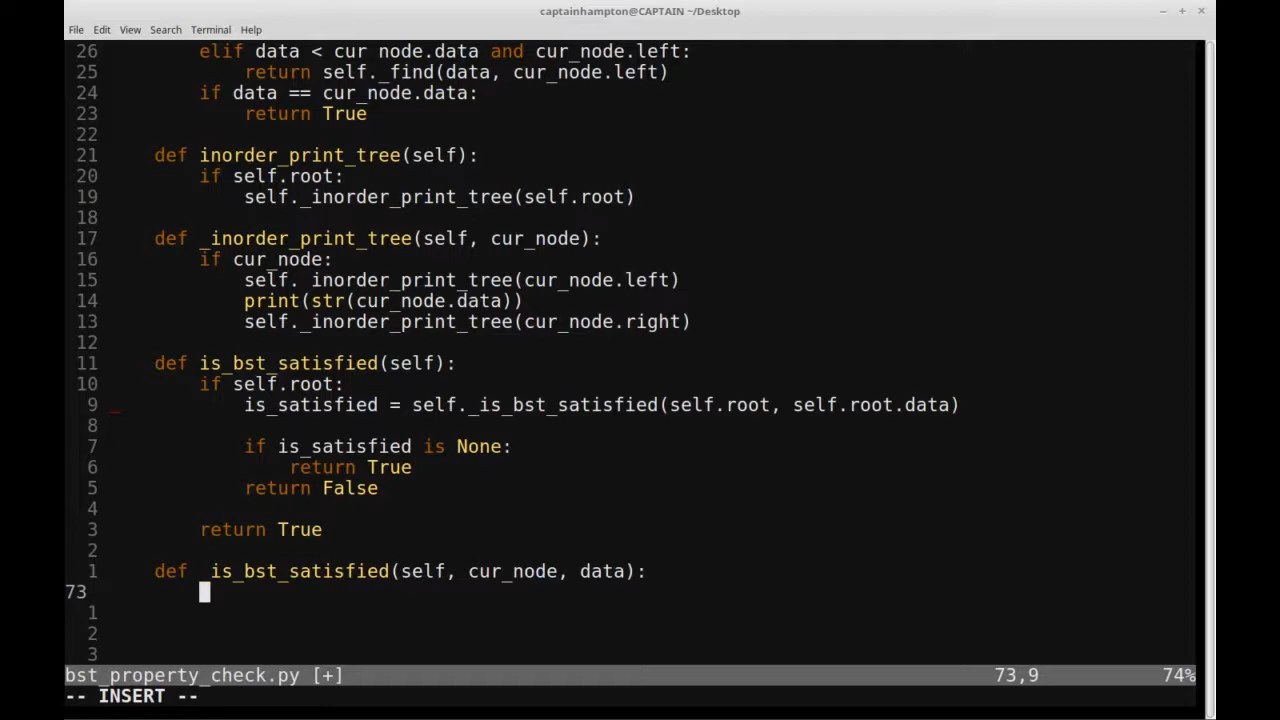 captainhampton@CAPTAIN ~/Desktop
File Edit View Search Terminal Help
26         elif data < cur_node.data and cur_node.left:
25             return self._find(data, cur_node.left)
24         if data == cur_node.data:
23             return True
22
21     def inorder_print_tree(self):
20         if self.root:
19             self._inorder_print_tree(self.root)
18
17     def _inorder_print_tree(self, cur_node):
16         if cur_node:
15             self._inorder_print_tree(cur_node.left)
14             print(str(cur_node.data))
13             self._inorder_print_tree(cur_node.right)
12
11     def is_bst_satisfied(self):
10         if self.root:
9             is_satisfied = self._is_bst_satisfied(self.root, self.root.data)
8
7             if is_satisfied is None:
6                 return True
5             return False
4
3         return True
2
1     def _is_bst_satisfied(self, cur_node, data):
73
1
2
3
bst_property_check.py [+] 73,9 74%
-- INSERT --